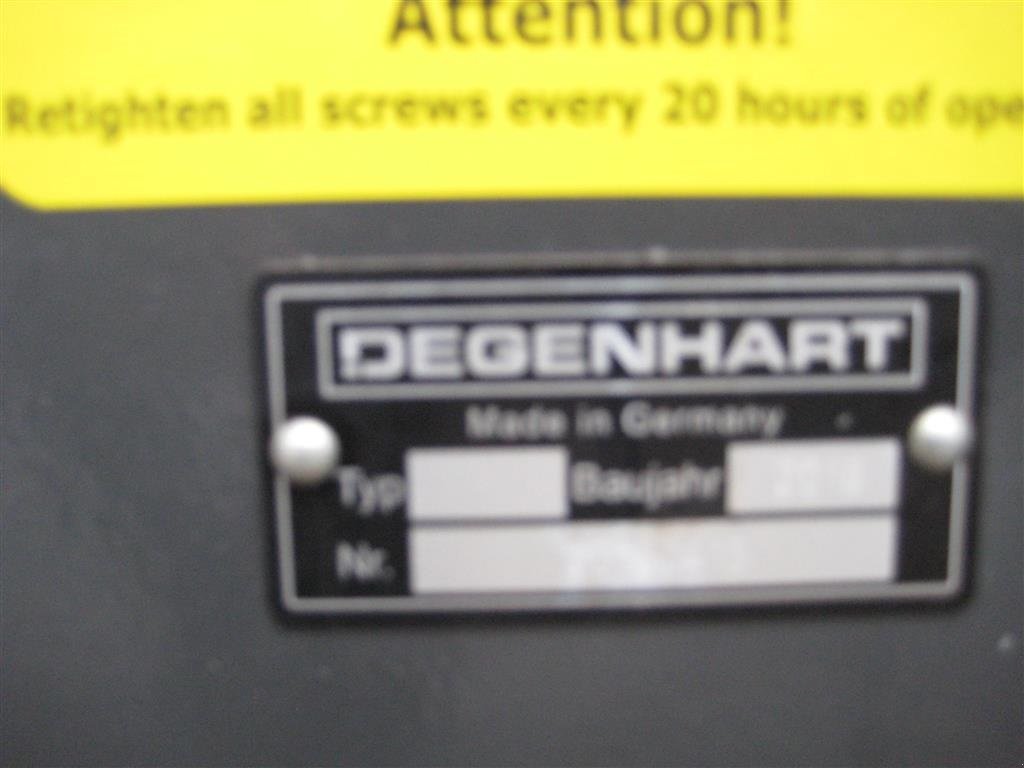 Attention!
Retighten all screws every 20 hours of ope
DEGENHART
Made in Germany
Typ Baujahr
Nr.